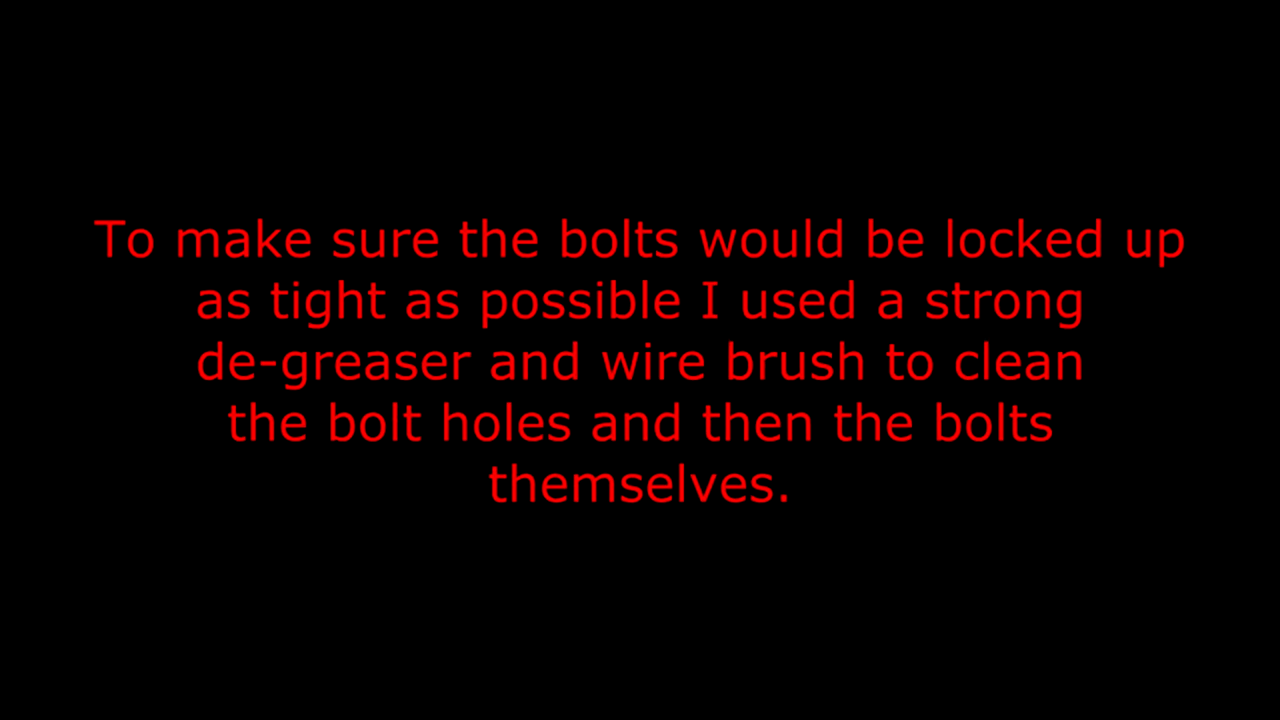 To make sure the bolts would be locked up
as tight as possible I used a strong
de-greaser and wire brush to clean
the bolt holes and then the bolts
themselves.